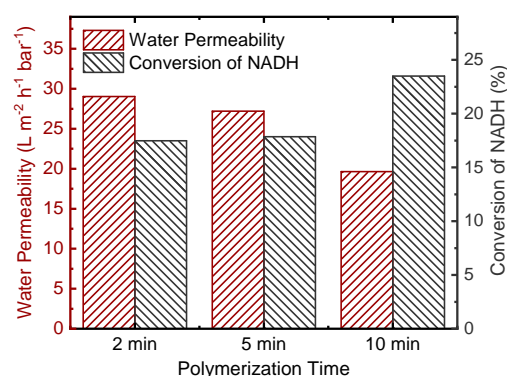 Water Permeability
Conversion of NADH
Water Permeability (L m⁻² h⁻¹ bar⁻¹)
35
30
25
20
15
10
5
0
Conversion of NADH (%)
25
20
15
10
5
0
2 min 5 min 10 min
Polymerization Time